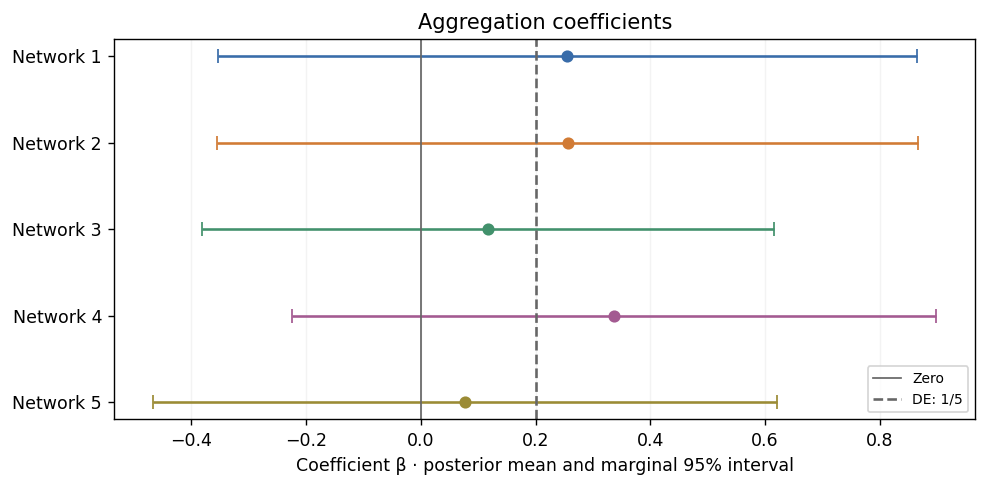 Aggregation coefficients
Network 1
Network 2
Network 3
Network 4
Network 5
Zero
DE: 1/5
−0.4 −0.2 0.0 0.2 0.4 0.6 0.8
Coefficient β · posterior mean and marginal 95% interval